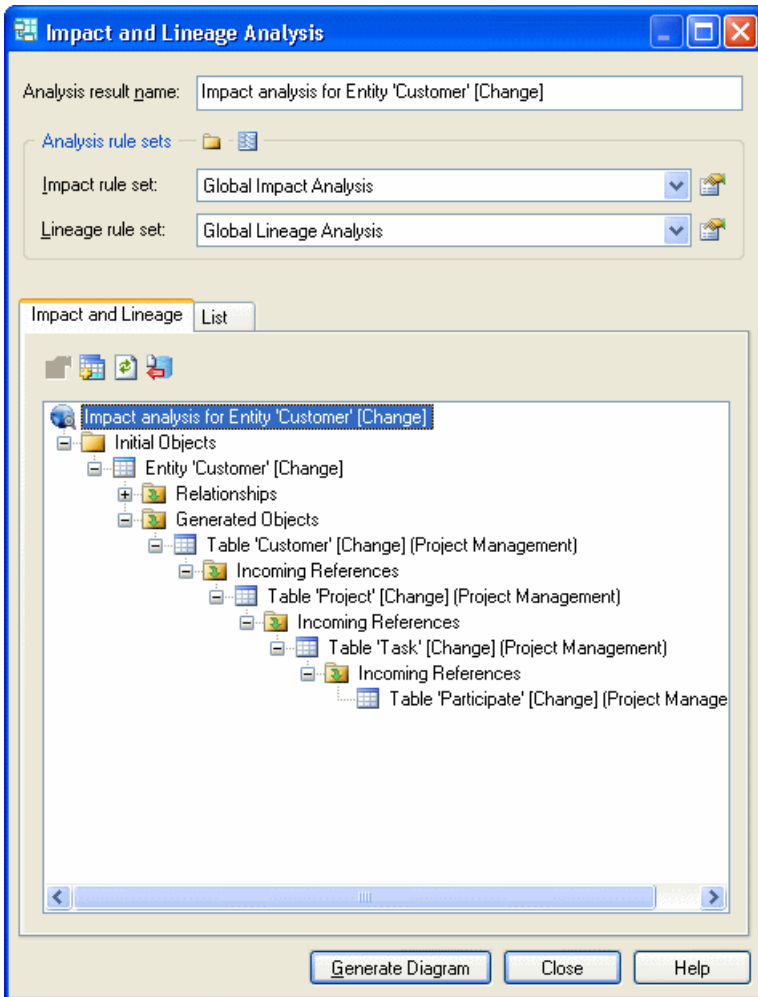 Impact and Lineage Analysis
Analysis result name: Impact analysis for Entity 'Customer' [Change]
Analysis rule sets
Impact rule set: Global Impact Analysis
Lineage rule set: Global Lineage Analysis
Impact and Lineage List
Impact analysis for Entity 'Customer' [Change]
Initial Objects
Entity 'Customer' [Change]
Relationships
Generated Objects
Table 'Customer' [Change] (Project Management)
Incoming References
Table 'Project' [Change] (Project Management)
Incoming References
Table 'Task' [Change] (Project Management)
Incoming References
Table 'Participate' [Change] (Project Manage
Generate Diagram Close Help